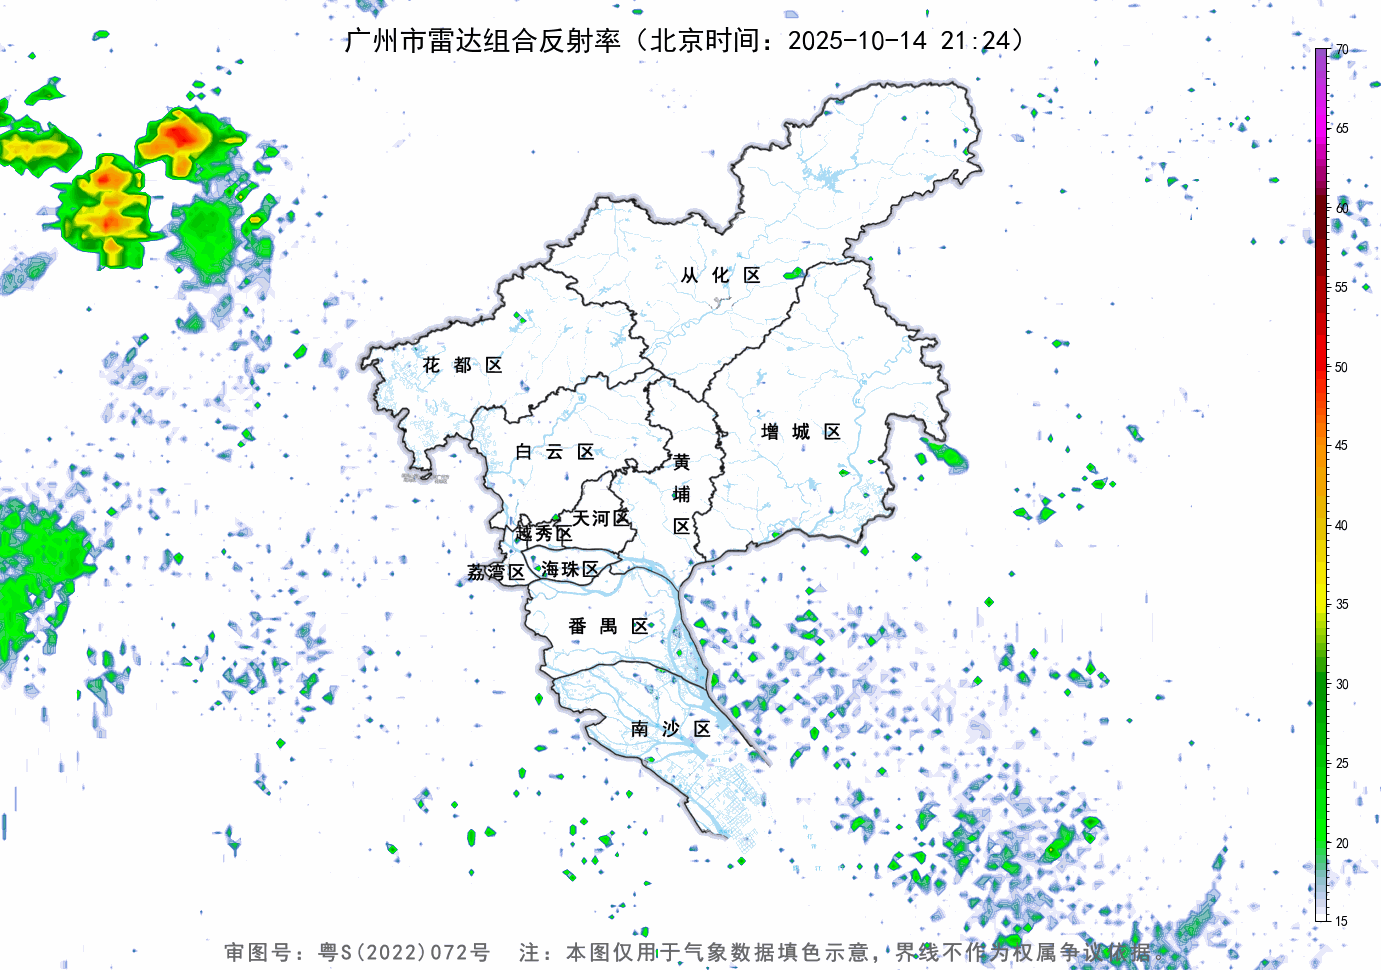 广州市雷达组合反射率（北京时间：2025-10-14 21:24）
70
65
60
55
50
45
40
35
30
25
20
15
从化区
花都区
增城区
白云区
黄埔区
天河区
越秀区
海珠区
荔湾区
番禺区
南沙区
审图号：粤S(2022)072号 注：本图仅用于气象数据填色示意，界线不作为权属争议依据。